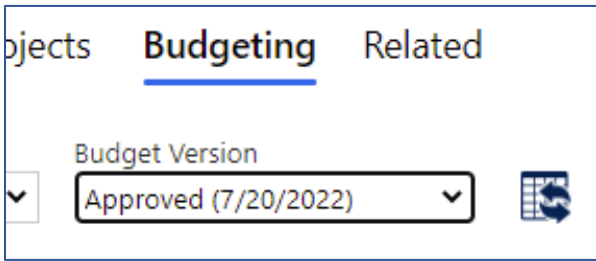 ojects Budgeting Related
Budget Version
Approved (7/20/2022)